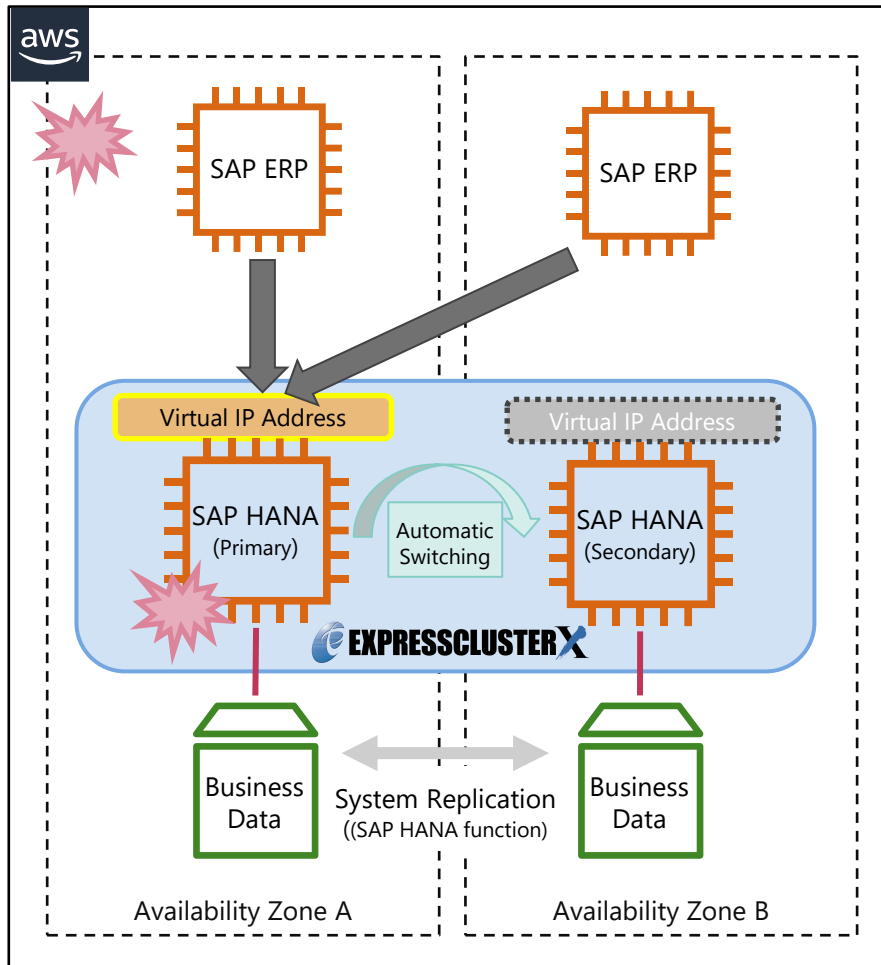 aws
SAP ERP
SAP ERP
Virtual IP Address
Virtual IP Address
SAP HANA
(Primary)
Automatic
Switching
SAP HANA
(Secondary)
EXPRESSCLUSTER X
Business
Data
System Replication
((SAP HANA function)
Business
Data
Availability Zone A
Availability Zone B